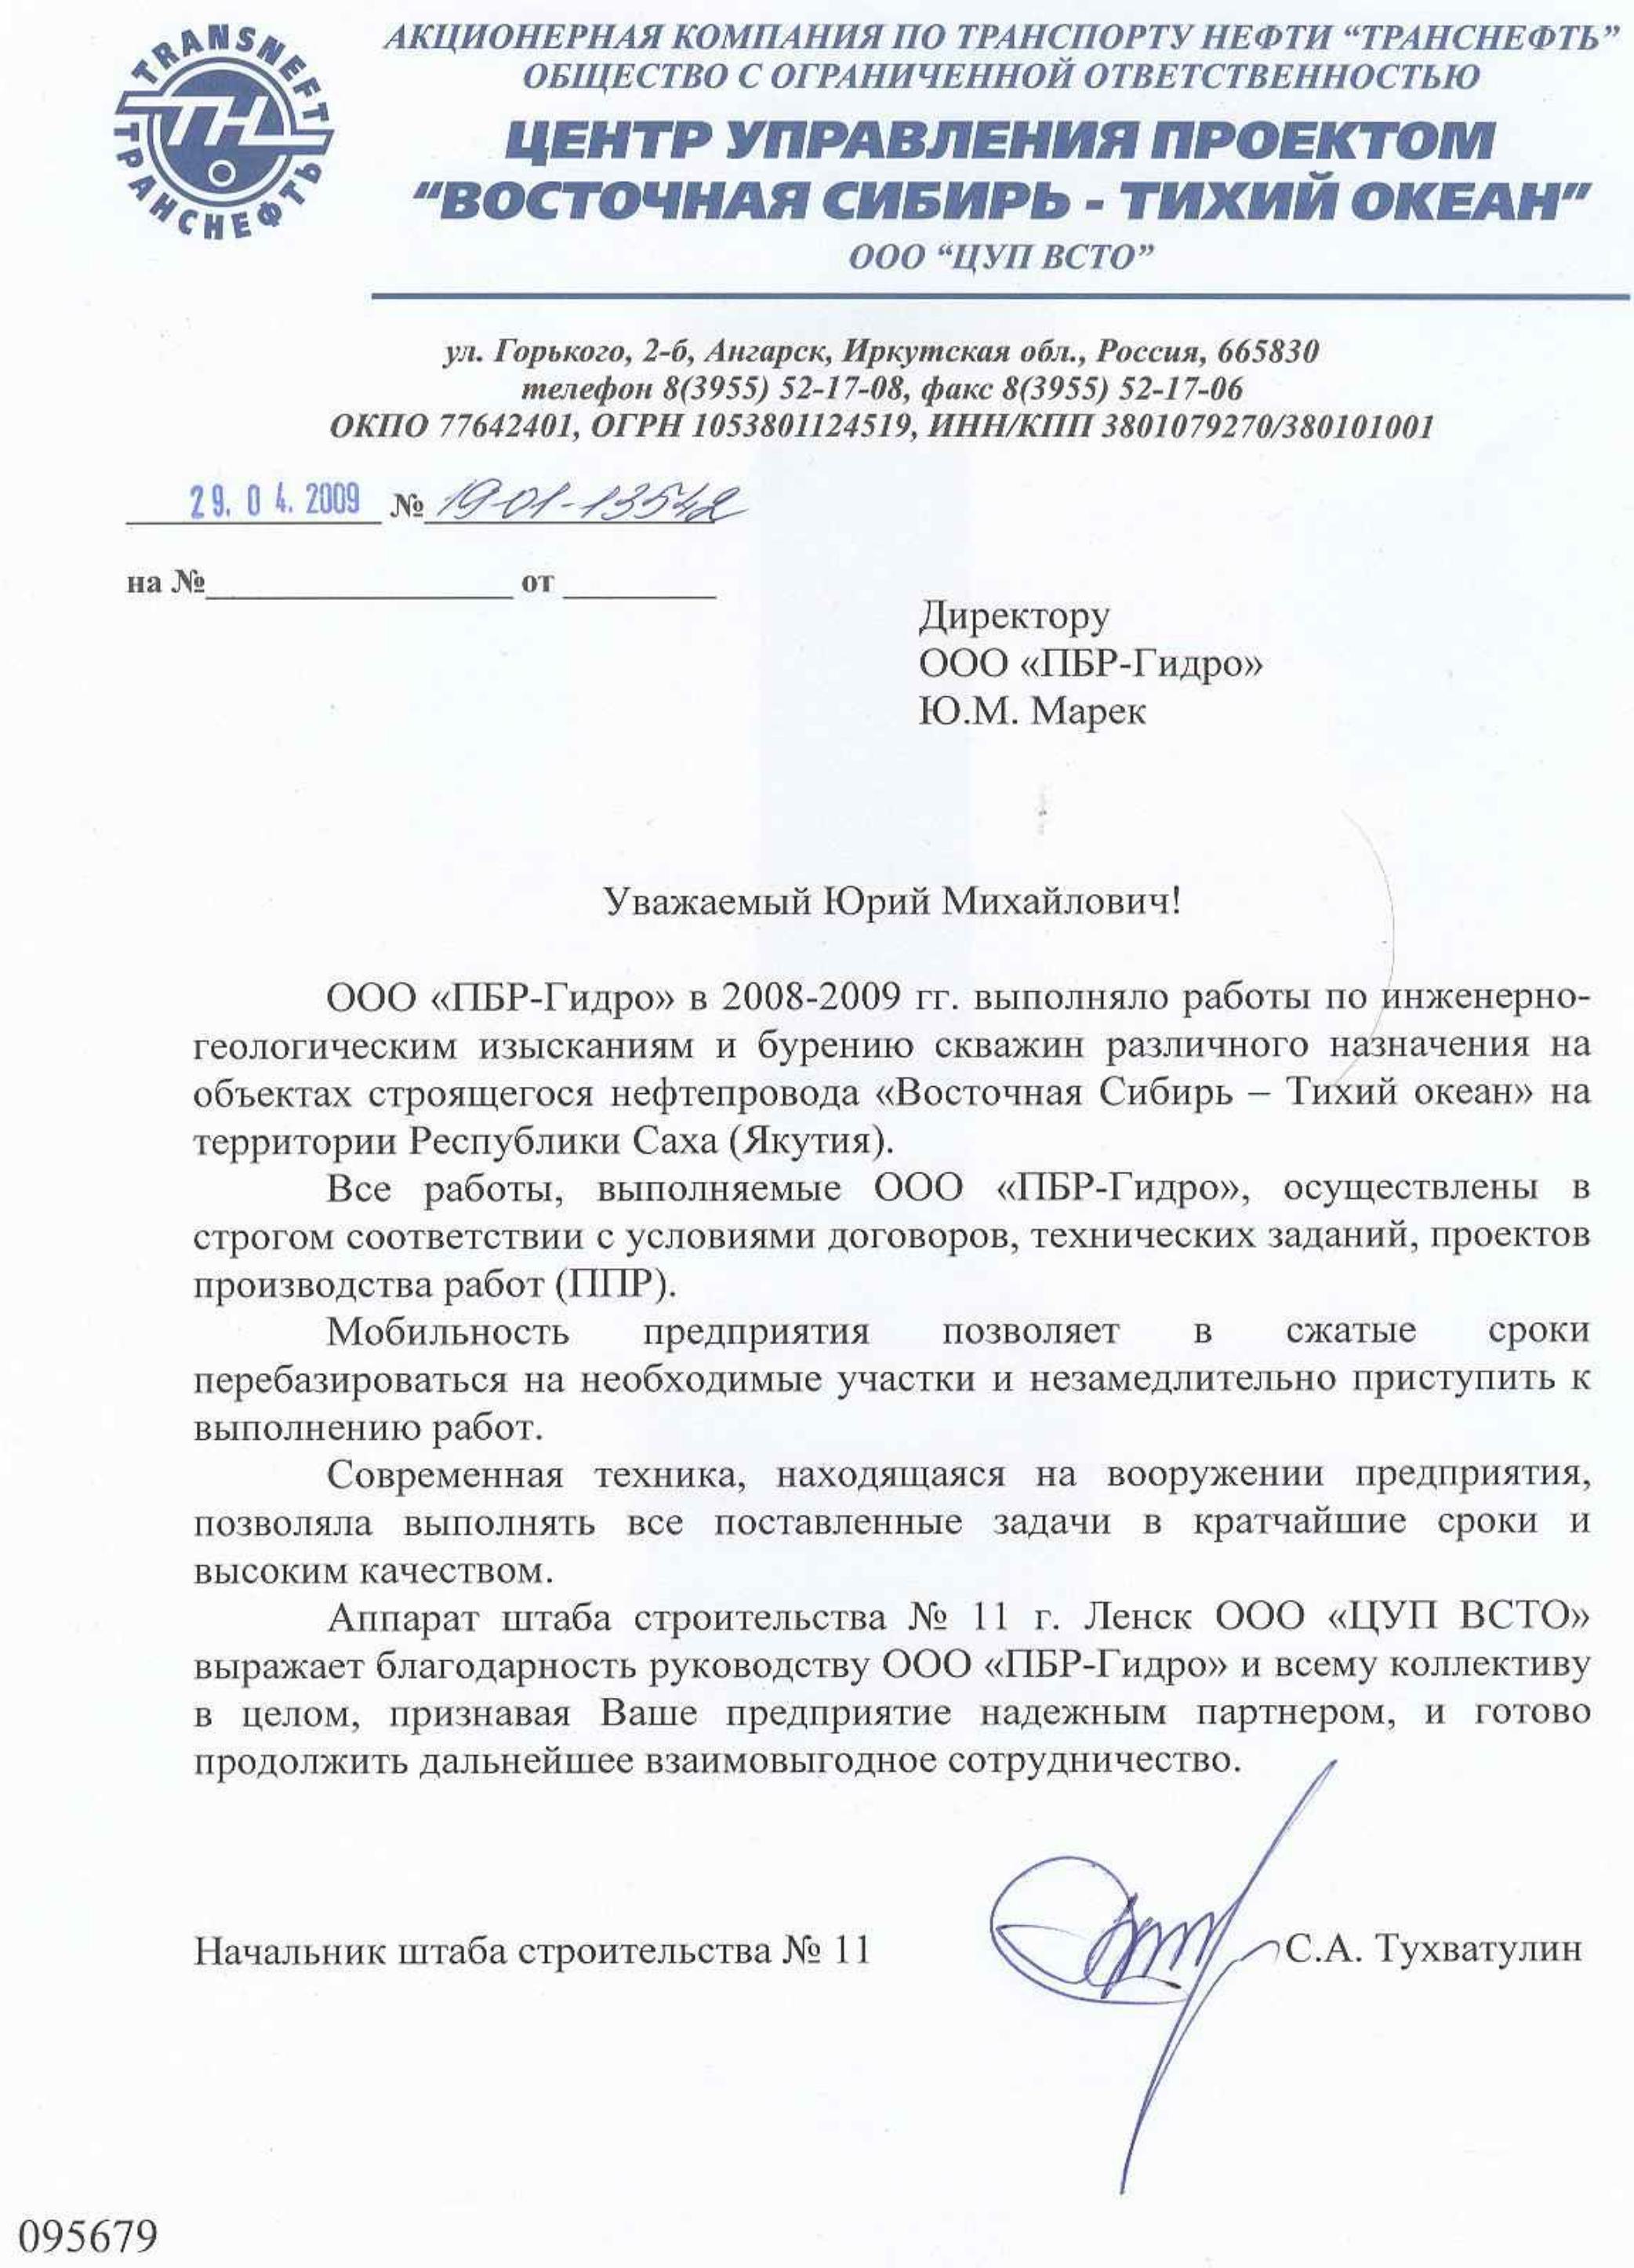 TRANSNEFT
ТРАНСНЕФТЬ
ТН
АКЦИОНЕРНАЯ КОМПАНИЯ ПО ТРАНСПОРТУ НЕФТИ “ТРАНСНЕФТЬ”
ОБЩЕСТВО С ОГРАНИЧЕННОЙ ОТВЕТСТВЕННОСТЬЮ
ЦЕНТР УПРАВЛЕНИЯ ПРОЕКТОМ
“ВОСТОЧНАЯ СИБИРЬ - ТИХИЙ ОКЕАН”
ООО “ЦУП ВСТО”
ул. Горького, 2-б, Ангарск, Иркутская обл., Россия, 665830
телефон 8(3955) 52-17-08, факс 8(3955) 52-17-06
ОКПО 77642401, ОГРН 1053801124519, ИНН/КПП 3801079270/380101001
29. 04. 2009 № 19-01-13542
на № от
Директору
ООО «ПБР-Гидро»
Ю.М. Марек
Уважаемый Юрий Михайлович!
ООО «ПБР-Гидро» в 2008-2009 гг. выполняло работы по инженерно-
геологическим изысканиям и бурению скважин различного назначения на
объектах строящегося нефтепровода «Восточная Сибирь – Тихий океан» на
территории Республики Саха (Якутия).
Все работы, выполняемые ООО «ПБР-Гидро», осуществлены в
строгом соответствии с условиями договоров, технических заданий, проектов
производства работ (ППР).
Мобильность предприятия позволяет в сжатые сроки
перебазироваться на необходимые участки и незамедлительно приступить к
выполнению работ.
Современная техника, находящаяся на вооружении предприятия,
позволяла выполнять все поставленные задачи в кратчайшие сроки и
высоким качеством.
Аппарат штаба строительства № 11 г. Ленск ООО «ЦУП ВСТО»
выражает благодарность руководству ООО «ПБР-Гидро» и всему коллективу
в целом, признавая Ваше предприятие надежным партнером, и готово
продолжить дальнейшее взаимовыгодное сотрудничество.
Начальник штаба строительства № 11 С.А. Тухватулин
095679